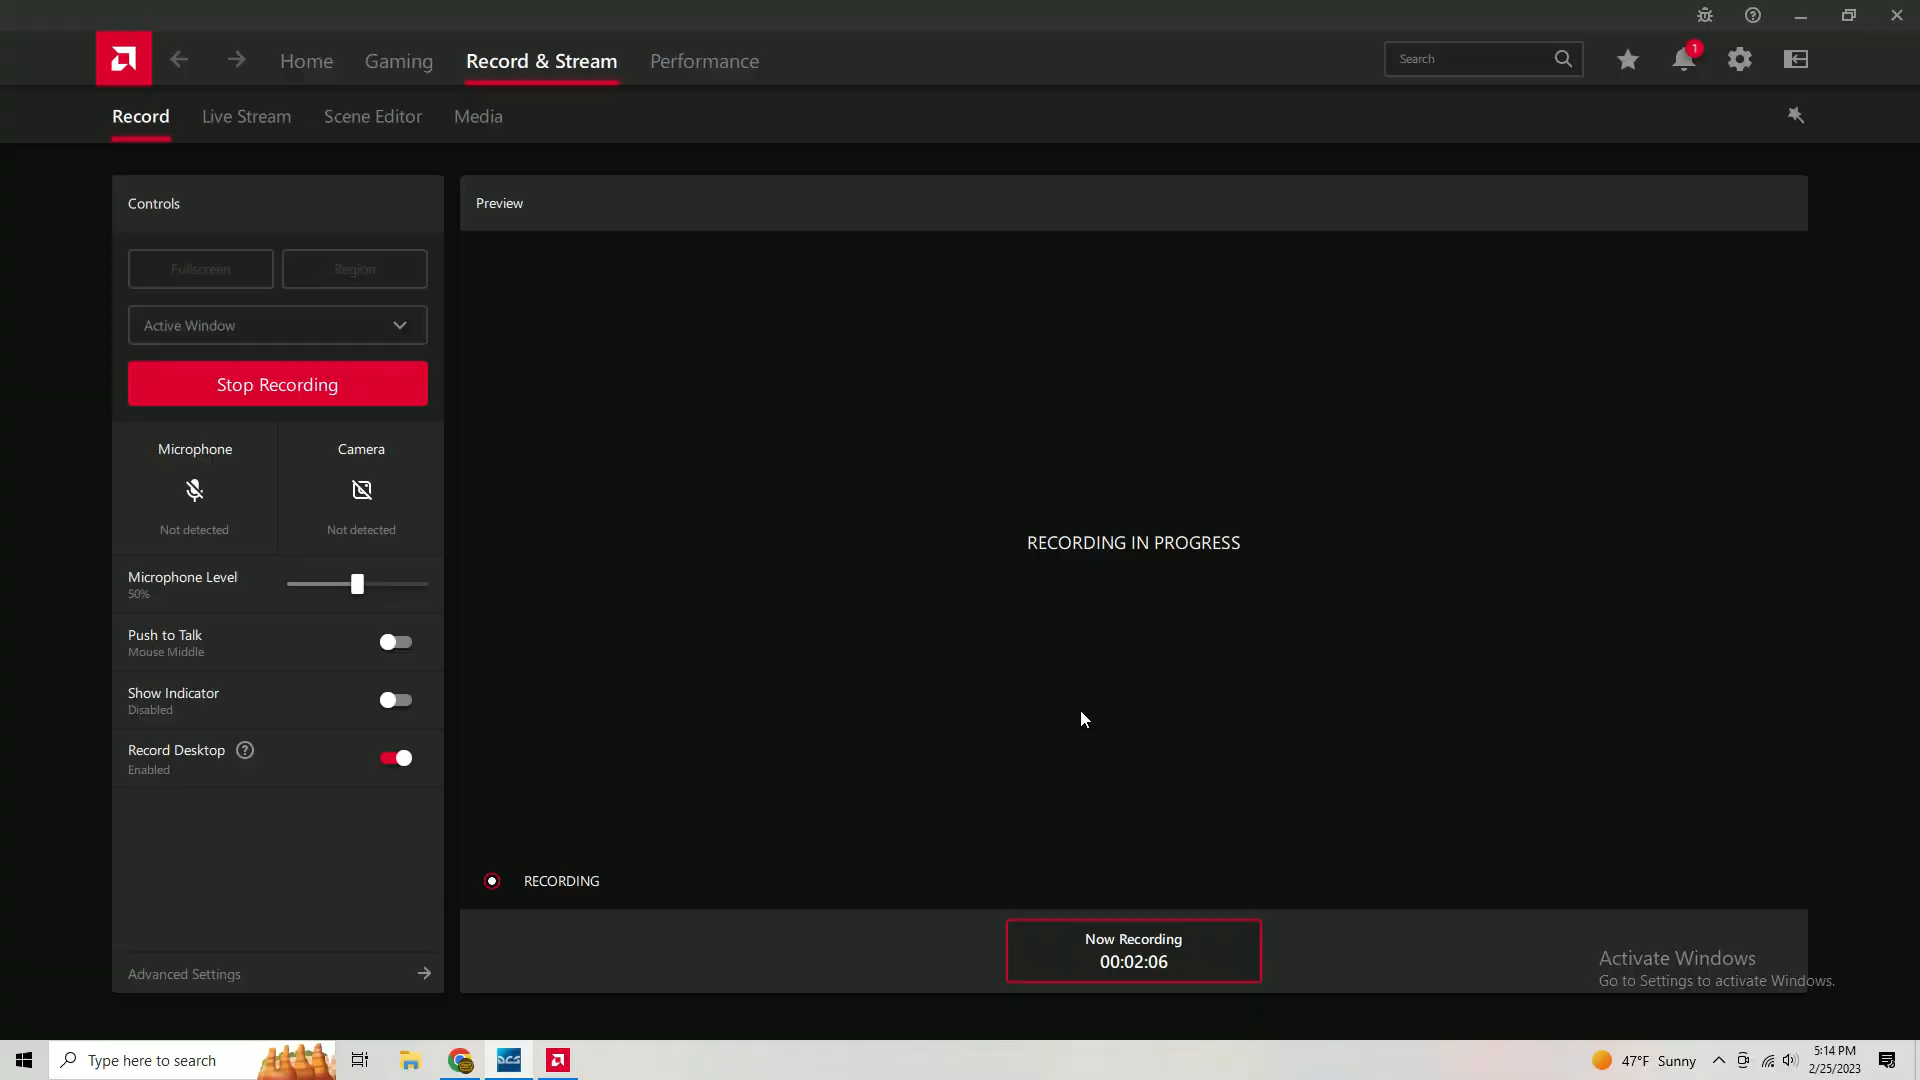 Home
Gaming
Record & Stream
Performance
Search
1
Record
Live Stream
Scene Editor
Media
Controls
Fullscreen
Region
Active Window
Stop Recording
Microphone
Camera
Not detected
Not detected
Microphone Level
50%
Push to Talk
Mouse Middle
Show Indicator
Disabled
Record Desktop
Enabled
Advanced Settings
Preview
RECORDING IN PROGRESS
RECORDING
Now Recording
00:02:06
Activate Windows
Go to Settings to activate Windows.
Type here to search
DCS
47°F Sunny
5:14 PM
2/25/2023